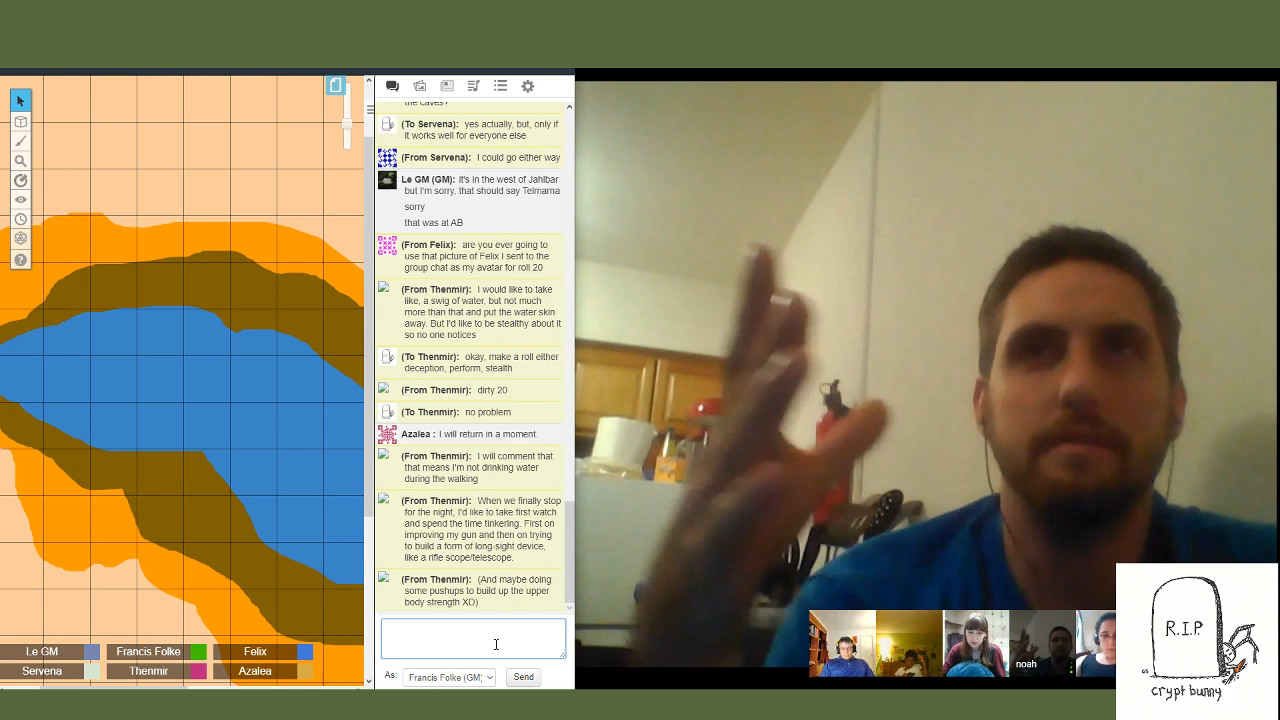 the caves?
(To Servena): yes actually, but, only if
it works well for everyone else
(From Servena): I could go either way
Le GM (GM): It's in the west of Jahlbar
but I'm sorry, that should say Telmarna
sorry
that was at AB
(From Felix): are you ever going to
use that picture of Felix I sent to the
group chat as my avatar for roll 20
(From Thenmir): I would like to take
like, a swig of water, but not much
more than that and put the water skin
away. But I'd like to be stealthy about it
so no one notices
(To Thenmir): okay, make a roll either
deception, perform, stealth
(From Thenmir): dirty 20
(To Thenmir): no problem
Azalea : I will return in a moment.
(From Thenmir): I will comment that
that means I'm not drinking water
during the walking
(From Thenmir): When we finally stop
for the night, I'd like to take first watch
and spend the time tinkering. First on
improving my gun and then on trying
to build a form of long-sight device,
like a rifle scope/telescope.
(From Thenmir): (And maybe doing
some pushups to build up the upper
body strength XD)
As: Francis Folke (GM) Send
Le GM Francis Folke Felix
Servena Thenmir Azalea
noah
R.I.P.
crypt bunny